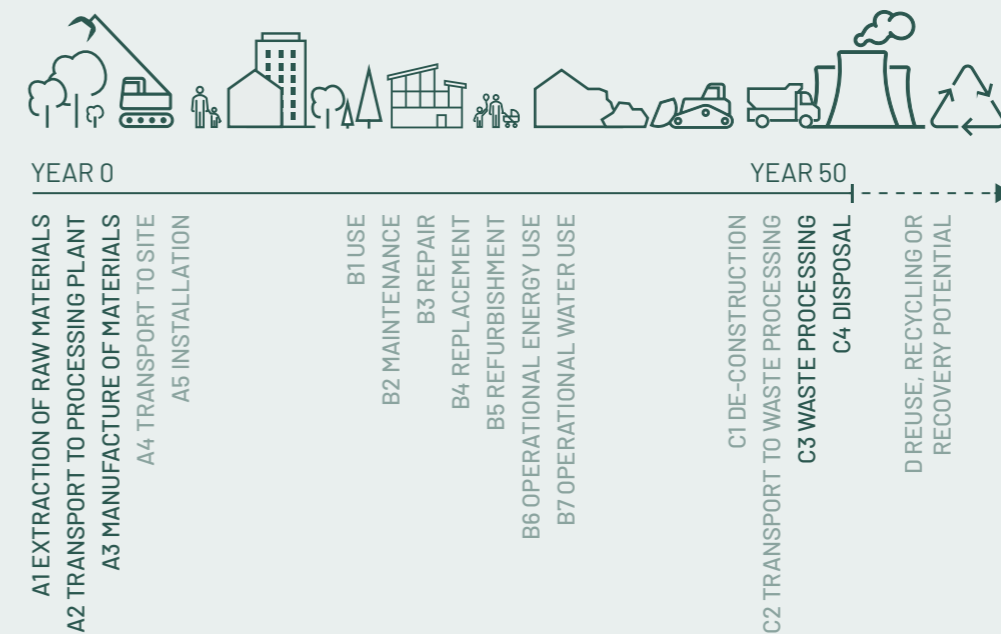 YEAR 0
YEAR 50
A1 EXTRACTION OF RAW MATERIALS
A2 TRANSPORT TO PROCESSING PLANT
A3 MANUFACTURE OF MATERIALS
A4 TRANSPORT TO SITE
A5 INSTALLATION
B1 USE
B2 MAINTENANCE
B3 REPAIR
B4 REPLACEMENT
B5 REFURBISHMENT
B6 OPERATIONAL ENERGY USE
B7 OPERATIONAL WATER USE
C1 DE-CONSTRUCTION
C2 TRANSPORT TO WASTE PROCESSING
C3 WASTE PROCESSING
C4 DISPOSAL
D REUSE, RECYCLING OR
RECOVERY POTENTIAL